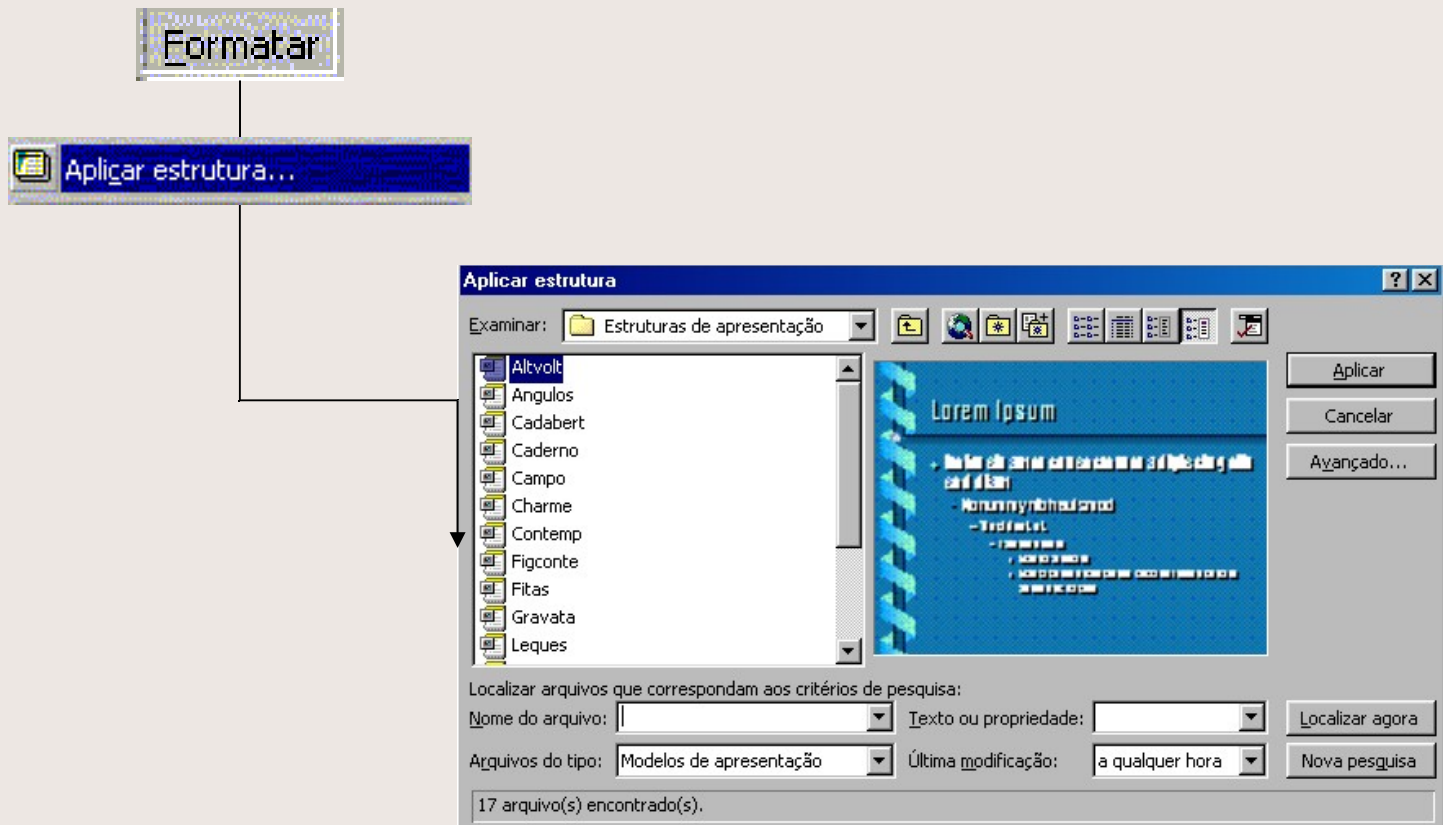 Formatar
Aplicar estrutura...
Aplicar estrutura
Examinar: Estruturas de apresentação
Altvolt
Angulos
Cadabert
Caderno
Campo
Charme
Contemp
Figconte
Fitas
Gravata
Leques
Lorem Ipsum
Aplicar
Cancelar
Avançado...
Localizar arquivos que correspondam aos critérios de pesquisa:
Nome do arquivo: Texto ou propriedade: Localizar agora
Arquivos do tipo: Modelos de apresentação Última modificação: a qualquer hora Nova pesquisa
17 arquivo(s) encontrado(s).